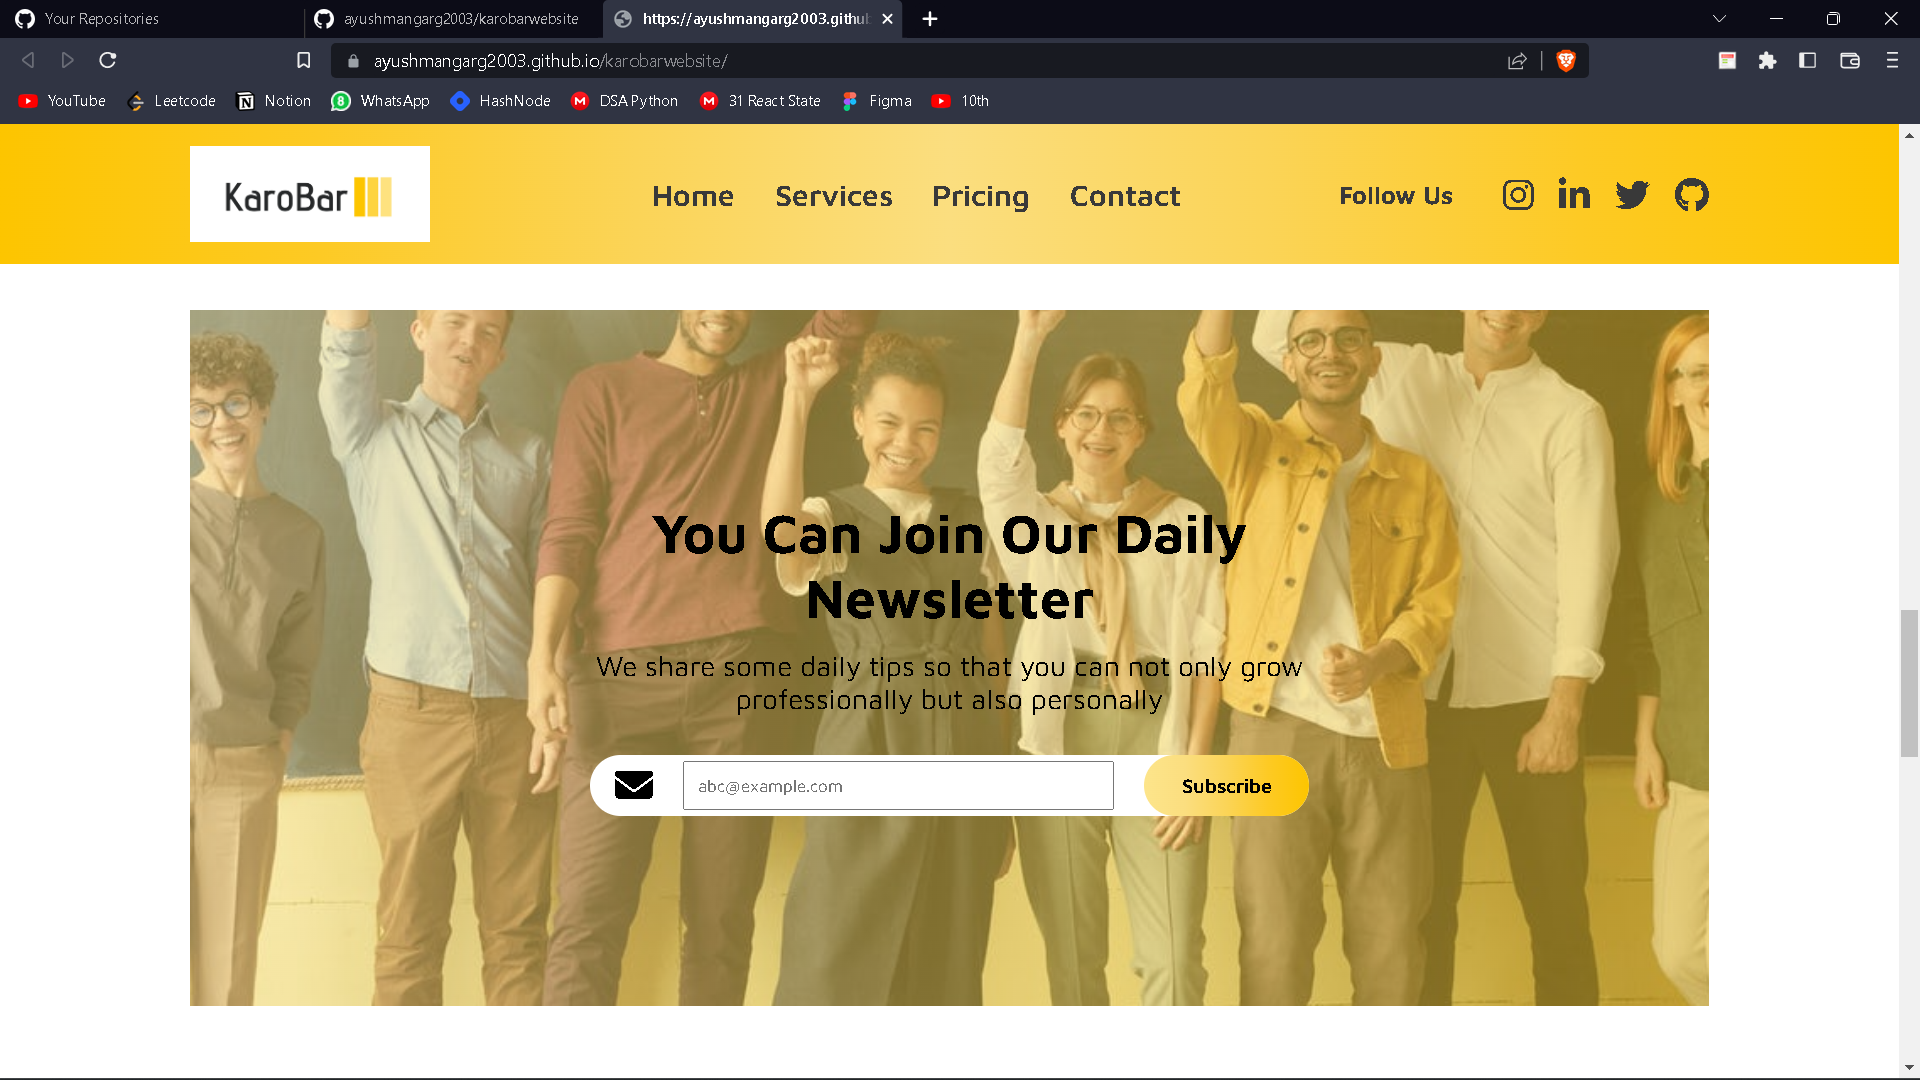 Your Repositories
ayushmangarg2003/karobarwebsite
https://ayushmangarg2003.githu
ayushmangarg2003.github.io/karobarwebsite/
YouTube
Leetcode
Notion
8
WhatsApp
HashNode
M
DSA Python
M
31 React State
Figma
10th
KaroBar
Home
Services
Pricing
Contact
Follow Us
You Can Join Our Daily
Newsletter
We share some daily tips so that you can not only grow
professionally but also personally
abc@example.com
Subscribe